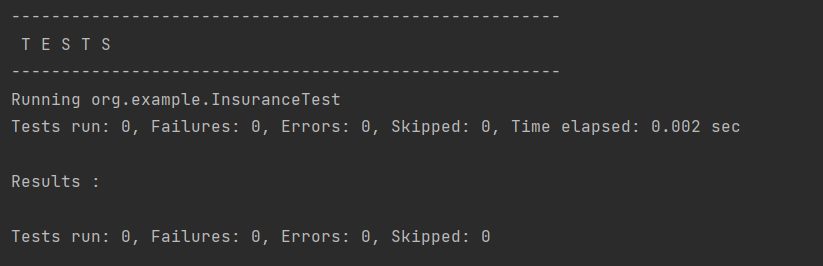 -------------------------------------------------------
 T E S T S
-------------------------------------------------------
Running org.example.InsuranceTest
Tests run: 0, Failures: 0, Errors: 0, Skipped: 0, Time elapsed: 0.002 sec
Results :
Tests run: 0, Failures: 0, Errors: 0, Skipped: 0